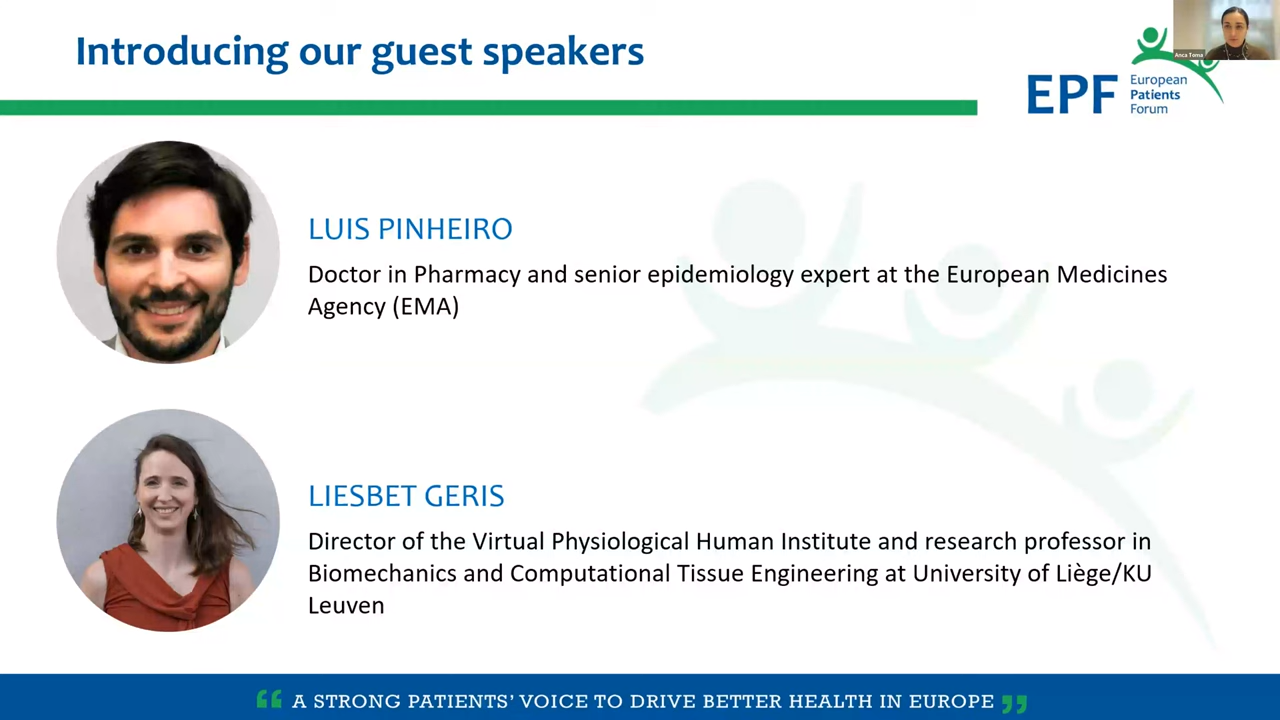 Introducing our guest speakers
Anca Toma
EPF
European
Patients
Forum
LUIS PINHEIRO
Doctor in Pharmacy and senior epidemiology expert at the European Medicines
Agency (EMA)
LIESBET GERIS
Director of the Virtual Physiological Human Institute and research professor in
Biomechanics and Computational Tissue Engineering at University of Liège/KU
Leuven
“ A STRONG PATIENTS’ VOICE TO DRIVE BETTER HEALTH IN EUROPE ”